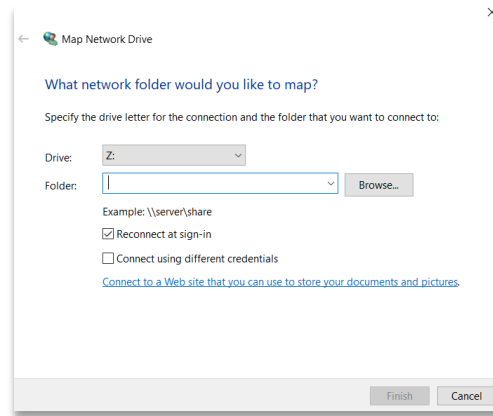 Map Network Drive
What network folder would you like to map?
Specify the drive letter for the connection and the folder that you want to connect to:
Drive: Z:
Folder: Browse...
Example: \\server\share
Reconnect at sign-in
Connect using different credentials
Connect to a Web site that you can use to store your documents and pictures.
Finish Cancel